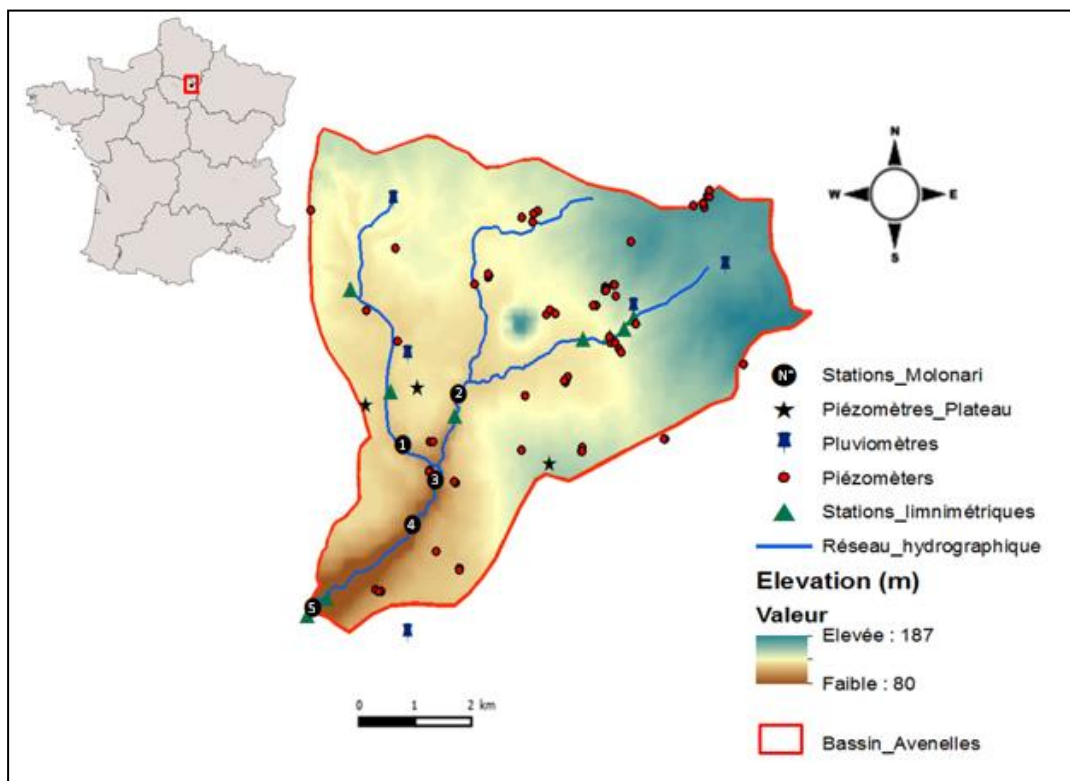 N
W
E
S
2
1
3
4
5
N° Stations_Molonari
Piézomètres_Plateau
Pluviomètres
Piézomèters
Stations_limnimétriques
Réseau_hydrographique
Elevation (m)
Valeur
Elevée : 187
Faible : 80
Bassin_Avenelles
0 1 2 km